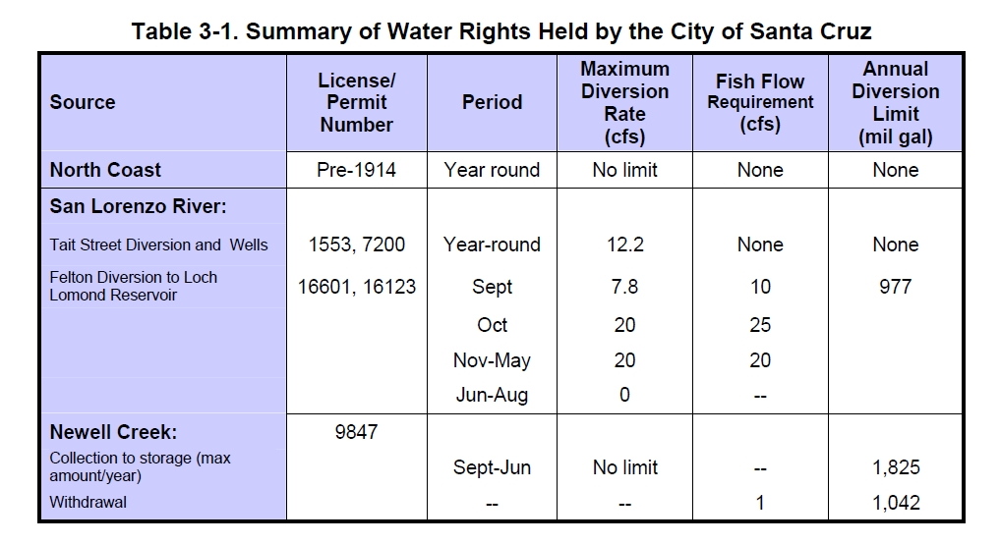 Table 3-1. Summary of Water Rights Held by the City of Santa Cruz
Source
License/
Permit
Number
Period
Maximum
Diversion
Rate
(cfs)
Fish Flow
Requirement
(cfs)
Annual
Diversion
Limit
(mil gal)
North Coast Pre-1914 Year round No limit None None
San Lorenzo River:
Tait Street Diversion and Wells 1553, 7200 Year-round 12.2 None None
Felton Diversion to Loch
Lomond Reservoir
16601, 16123 Sept 7.8 10 977
Oct 20 25
Nov-May 20 20
Jun-Aug 0 --
Newell Creek: 9847
Collection to storage (max
amount/year)
Sept-Jun No limit -- 1,825
Withdrawal -- -- 1 1,042